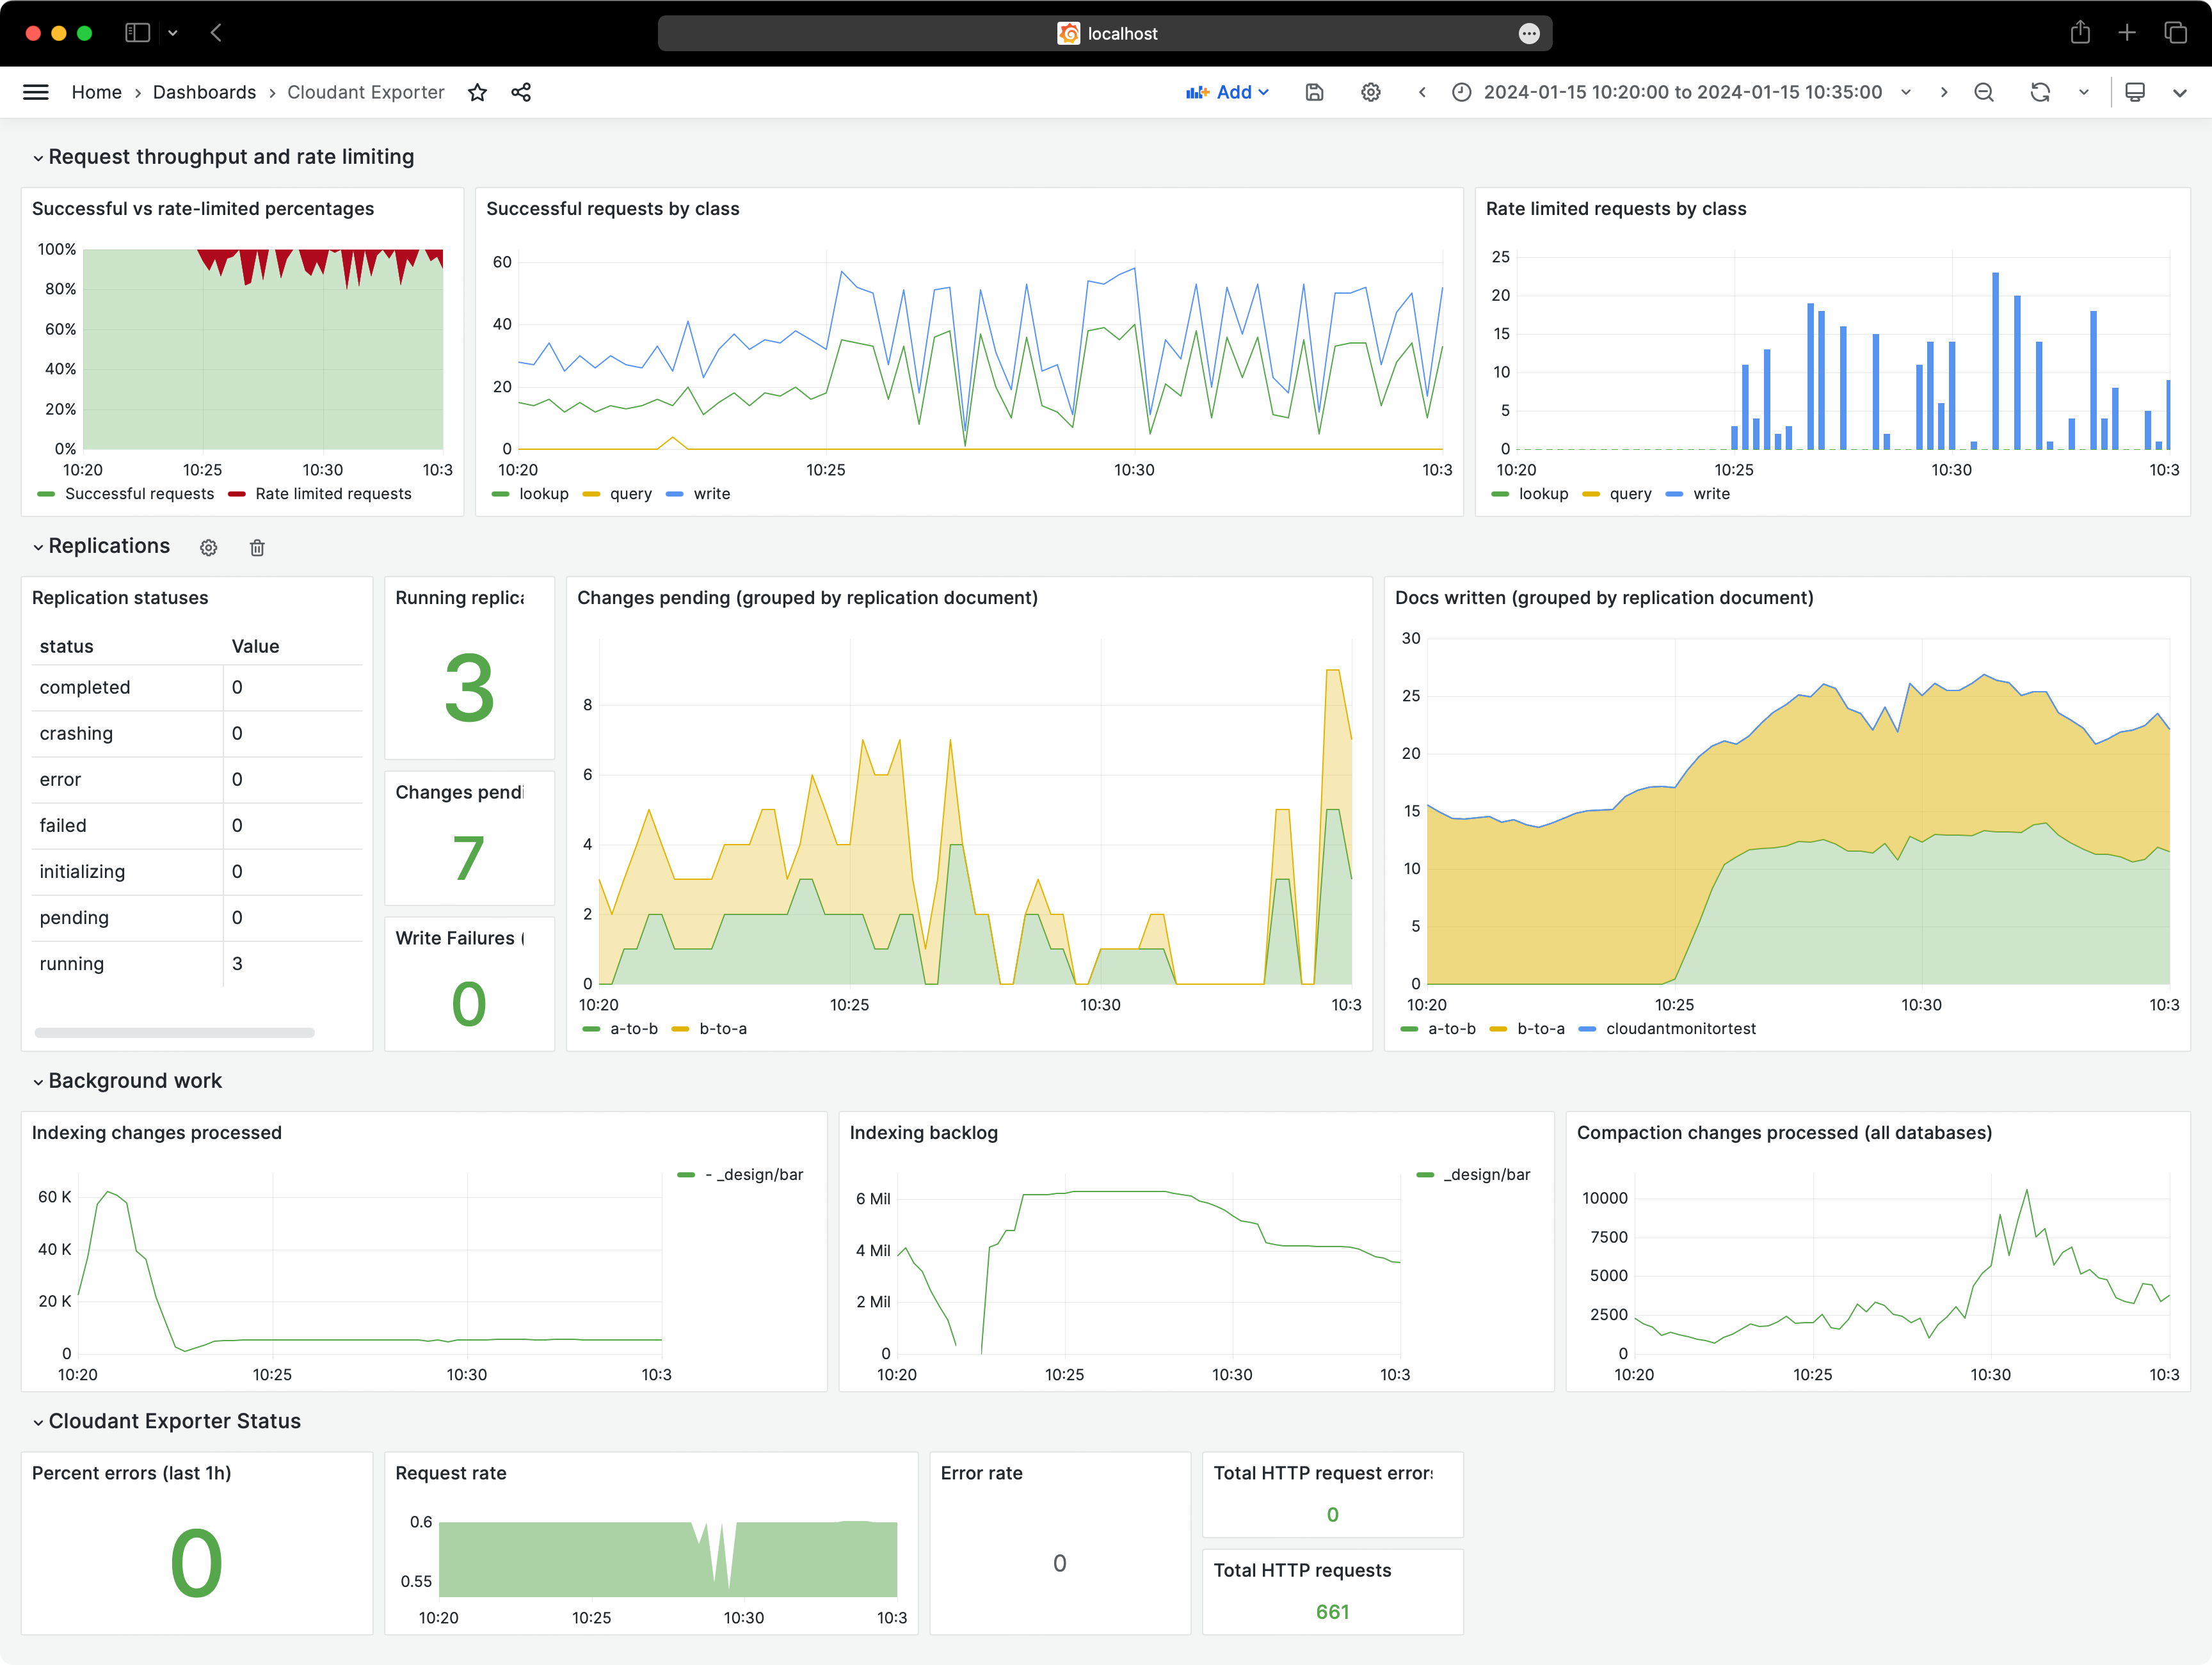 localhost
Home › Dashboards › Cloudant Exporter
Add
2024-01-15 10:20:00 to 2024-01-15 10:35:00
Request throughput and rate limiting
Successful vs rate-limited percentages
100%
80%
60%
40%
20%
0%
10:20 10:25 10:30 10:3
Successful requests Rate limited requests
Successful requests by class
60
40
20
0
10:20 10:25 10:30 10:3
lookup query write
Rate limited requests by class
25
20
15
10
5
0
10:20 10:25 10:30 10:3
lookup query write
Replications
Replication statuses
status Value
completed 0
crashing 0
error 0
failed 0
initializing 0
pending 0
running 3
Running replica
3
Changes pendi
7
Write Failures (
0
Changes pending (grouped by replication document)
8
6
4
2
0
10:20 10:25 10:30 10:3
a-to-b b-to-a
Docs written (grouped by replication document)
30
25
20
15
10
5
0
10:20 10:25 10:30 10:3
a-to-b b-to-a cloudantmonitortest
Background work
Indexing changes processed
60 K
40 K
20 K
0
10:20 10:25 10:30 10:3
- _design/bar
Indexing backlog
6 Mil
4 Mil
2 Mil
0
10:20 10:25 10:30 10:3
_design/bar
Compaction changes processed (all databases)
10000
7500
5000
2500
0
10:20 10:25 10:30 10:3
Cloudant Exporter Status
Percent errors (last 1h)
0
Request rate
0.6
0.55
10:20 10:25 10:30 10:3
Error rate
0
Total HTTP request errors
0
Total HTTP requests
661